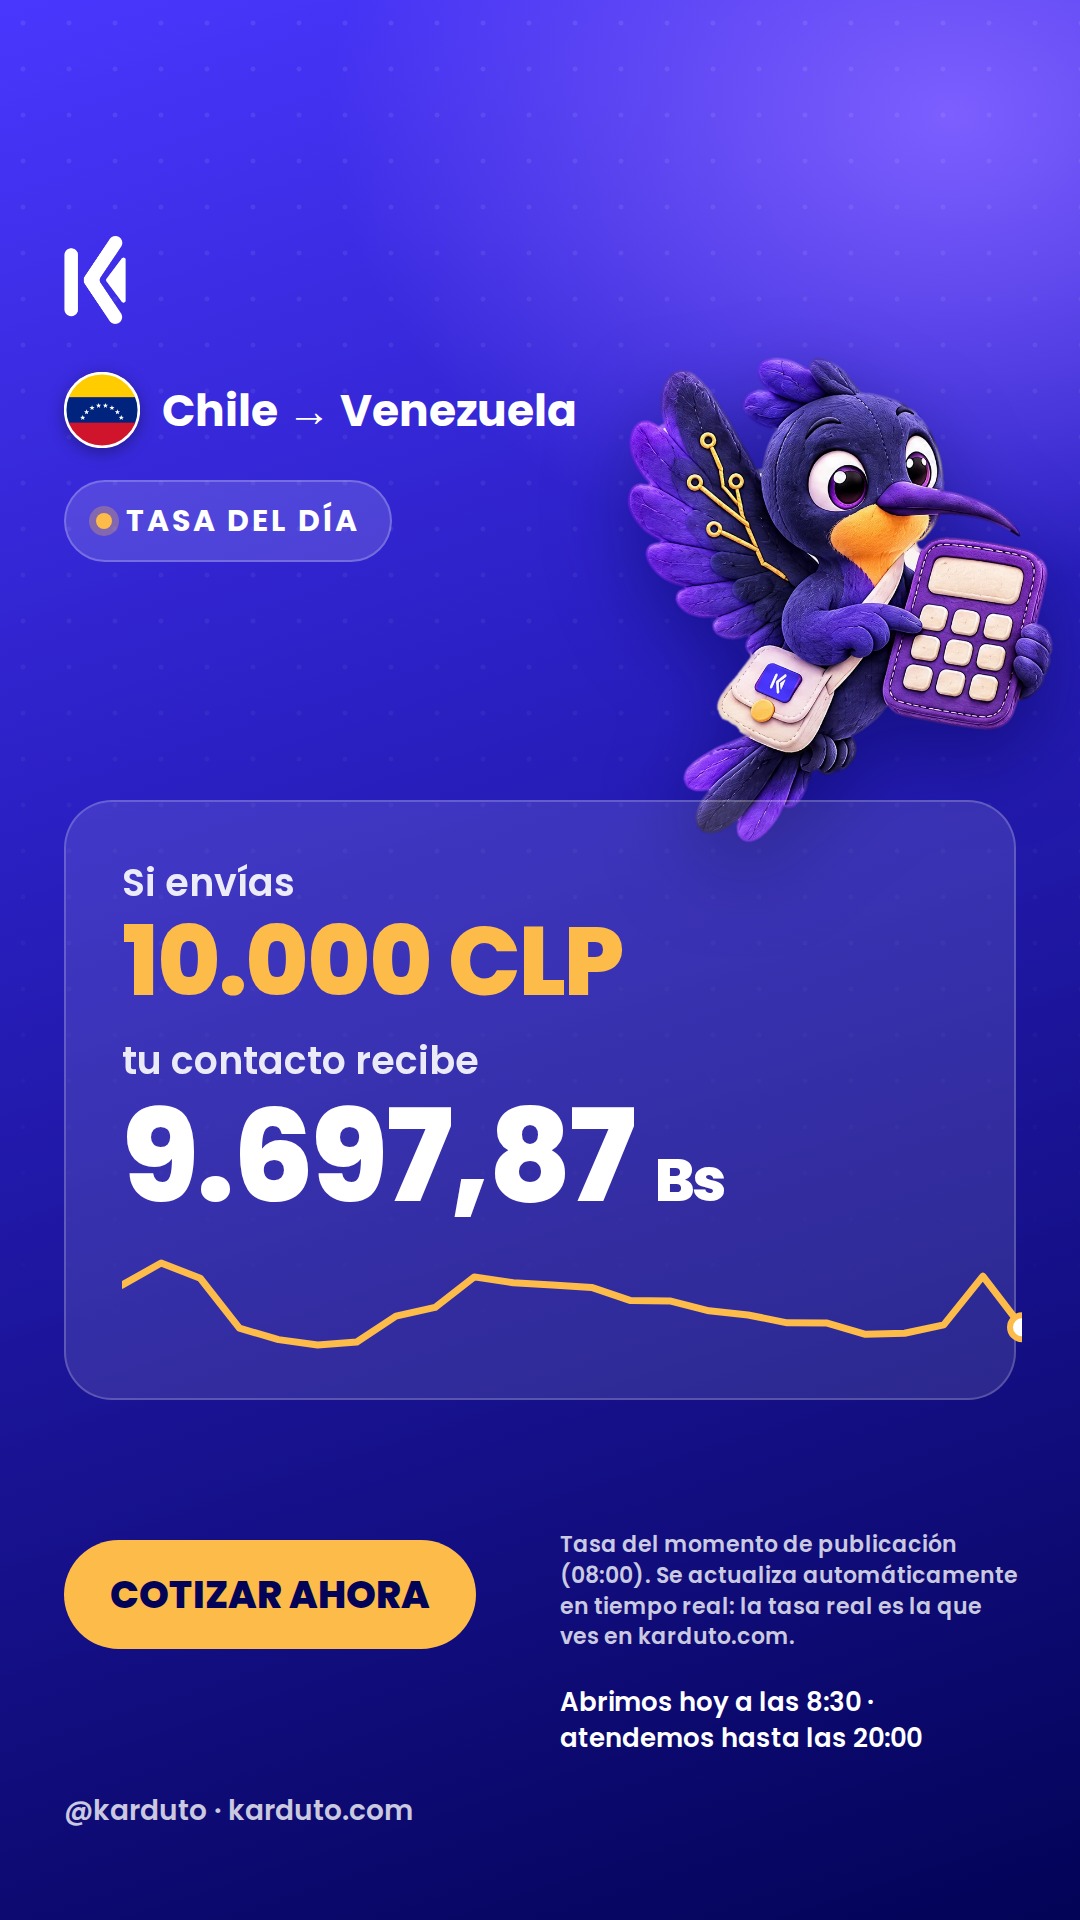 Chile → Venezuela
TASA DEL DÍA
Si envías
10.000 CLP
tu contacto recibe
9.697,87 Bs
COTIZAR AHORA
Tasa del momento de publicación
(08:00). Se actualiza automáticamente
en tiempo real: la tasa real es la que
ves en karduto.com.
Abrimos hoy a las 8:30 ·
atendemos hasta las 20:00
@karduto · karduto.com